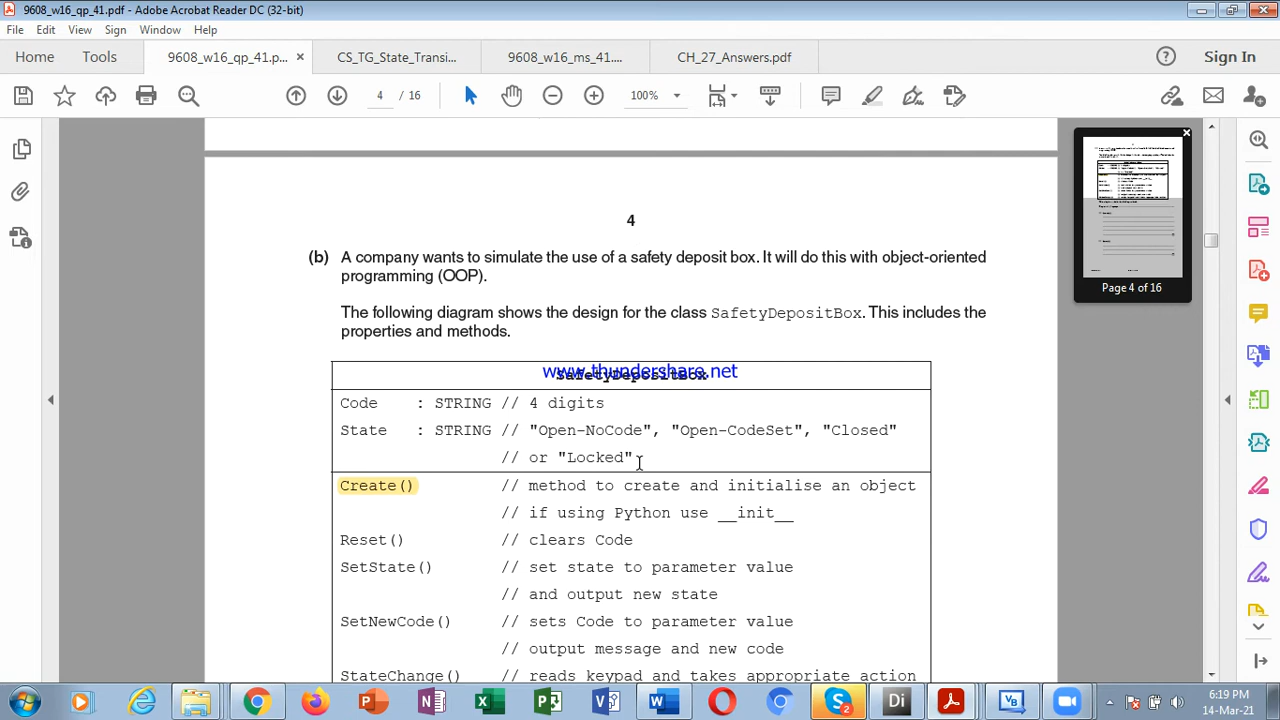 9608_w16_qp_41.pdf - Adobe Acrobat Reader DC (32-bit)
File Edit View Sign Window Help
Home Tools 9608_w16_qp_41.p... × CS_TG_State_Transi... 9608_w16_ms_41.... CH_27_Answers.pdf Sign In
4 / 16 100%
4
(b) A company wants to simulate the use of a safety deposit box. It will do this with object-oriented
programming (OOP).
The following diagram shows the design for the class SafetyDepositBox. This includes the
properties and methods.
SafetyDepositBox
www.thundershare.net
Code : STRING // 4 digits
State : STRING // "Open-NoCode", "Open-CodeSet", "Closed"
// or "Locked"
Create() // method to create and initialise an object
// if using Python use __init__
Reset() // clears Code
SetState() // set state to parameter value
// and output new state
SetNewCode() // sets Code to parameter value
// output message and new code
StateChange() // reads keypad and takes appropriate action
Page 4 of 16
6:19 PM
14-Mar-21